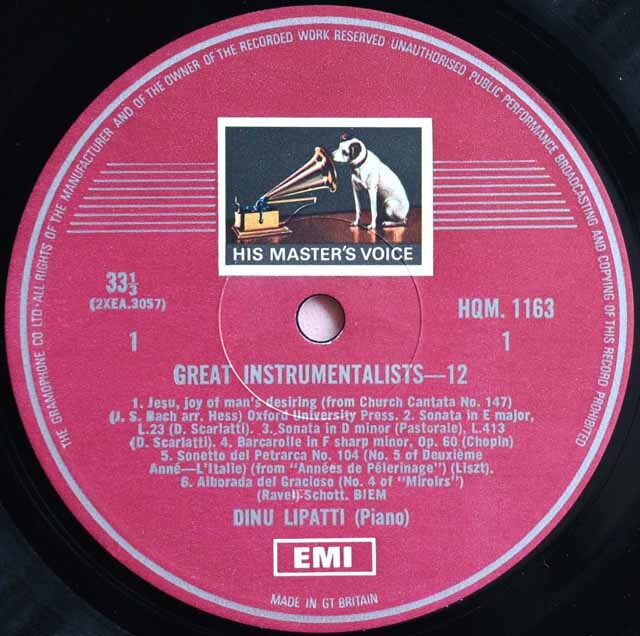 THE GRAMOPHONE CO LTD·ALL RIGHTS OF THE MANUFACTURER AND OF THE OWNER OF THE RECORDED WORK RESERVED·UNAUTHORISED PUBLIC PERFORMANCE BROADCASTING AND COPYING OF THIS RECORD PROHIBITED
HIS MASTER'S VOICE
33⅓
(2XEA.3057)
1
HQM. 1163
1
GREAT INSTRUMENTALISTS—12
1. Jesu, joy of man's desiring (from Church Cantata No. 147)
(J. S. Bach arr. Hess) Oxford University Press. 2. Sonata in E major,
L.23 (D. Scarlatti). 3. Sonata in D minor (Pastorale), L.413
(D. Scarlatti). 4. Barcarolle in F sharp minor, Op. 60 (Chopin)
5. Sonetto del Petrarca No. 104 (No. 5 of Deuxième
Anné—L'Italie) (from "Années de Pélerinage") (Liszt).
6. Alborada del Gracioso (No. 4 of "Miroirs")
(Ravel) Schott. BIEM
DINU LIPATTI (Piano)
EMI
MADE IN GT BRITAIN